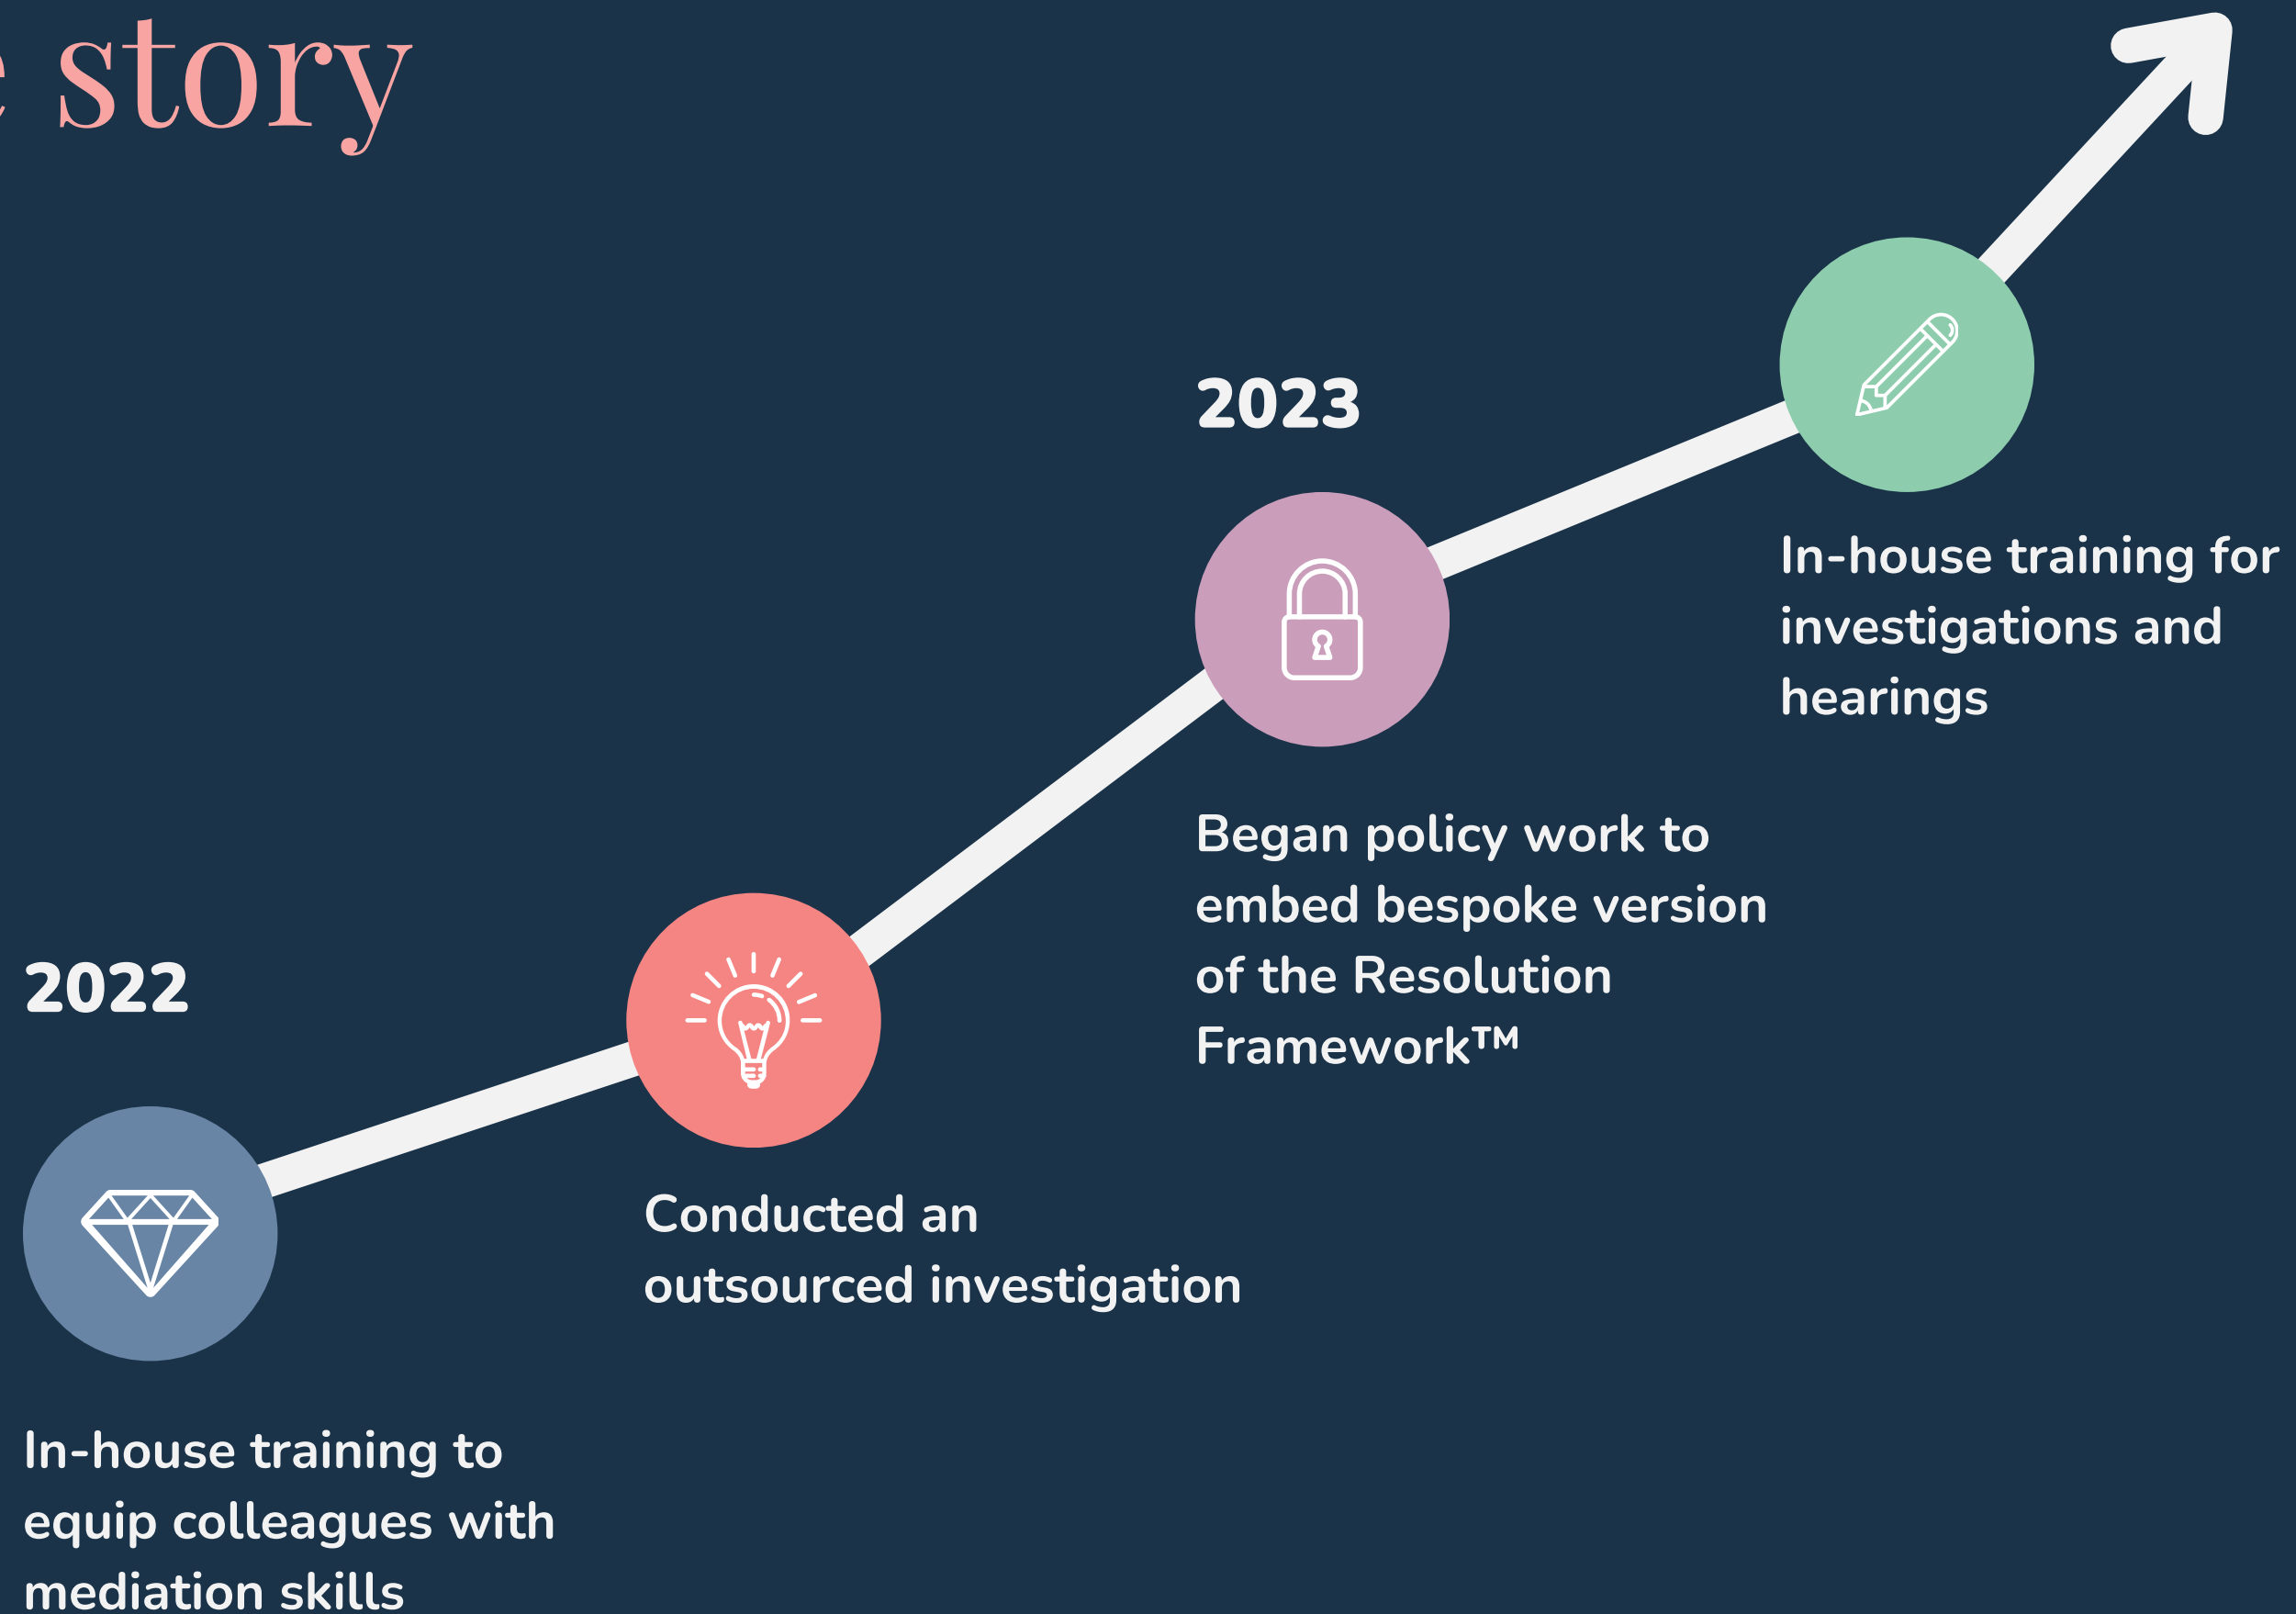 story
2022
In-house training to
equip colleagues with
mediation skills
Conducted an
outsourced investigation
2023
Began policy work to
embed bespoke version
of the Resolution
Framework™
In-house training for
investigations and
hearings